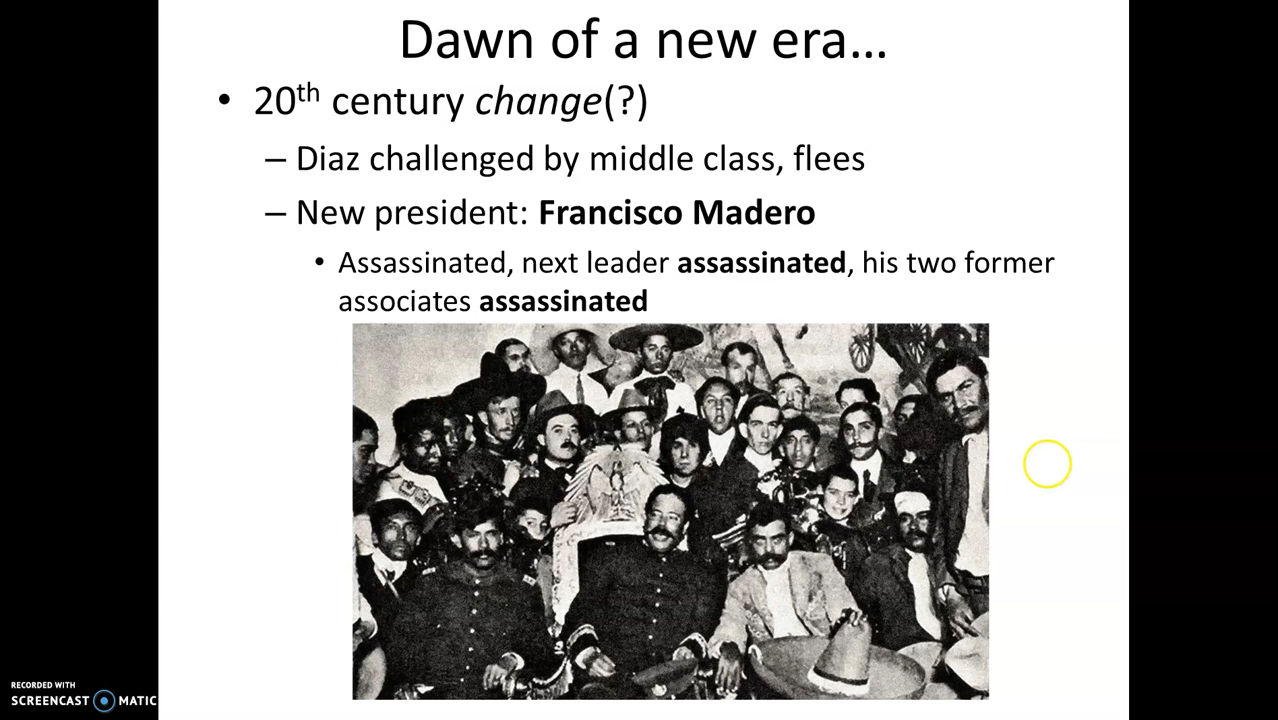 Dawn of a new era…
• 20th century change(?)
– Diaz challenged by middle class, flees
– New president: Francisco Madero
• Assassinated, next leader assassinated, his two former
associates assassinated
RECORDED WITH
SCREENCAST MATIC